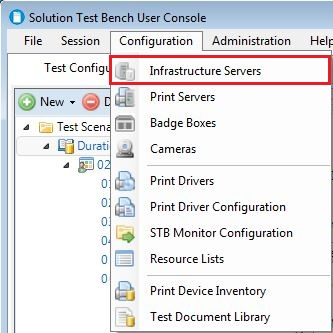 Solution Test Bench User Console
File Session Configuration Administration Help
Test Configu
Infrastructure Servers
New D
Print Servers
Badge Boxes
Test Scena
Cameras
Duratio
02
Print Drivers
01
Print Driver Configuration
02
STB Monitor Configuration
03
Resource Lists
04
01
Print Device Inventory
02
Test Document Library